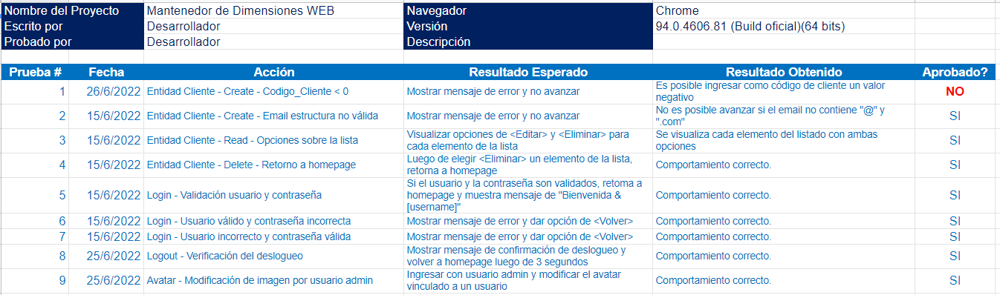 Nombre del Proyecto Mantenedor de Dimensiones WEB Navegador Chrome
Escrito por Desarrollador Versión 94.0.4606.81 (Build oficial)(64 bits)
Probado por Desarrollador Descripción
Prueba # Fecha Acción Resultado Esperado Resultado Obtenido Aprobado?
1 26/6/2022 Entidad Cliente - Create - Codigo_Cliente < 0 Mostrar mensaje de error y no avanzar Es posible ingresar como código de cliente un valor
negativo NO
2 15/6/2022 Entidad Cliente - Create - Email estructura no válida Mostrar mensaje de error y no avanzar No es posible avanzar si el email no contiene "@" y
".com" SI
3 15/6/2022 Entidad Cliente - Read - Opciones sobre la lista Visualizar opciones de <Editar> y <Eliminar> para
cada elemento de la lista Se visualiza cada elemento del listado con ambas
opciones SI
4 15/6/2022 Entidad Cliente - Delete - Retorno a homepage Luego de elegir <Eliminar> un elemento de la lista,
retorna a homepage Comportamiento correcto. SI
5 15/6/2022 Login - Validación usuario y contraseña Si el usuario y la contraseña son validados, retoma a
homepage y muestra mensaje de "Bienvenida &
[username]" Comportamiento correcto. SI
6 15/6/2022 Login - Usuario válido y contraseña incorrecta Mostrar mensaje de error y dar opción de <Volver> Comportamiento correcto. SI
7 15/6/2022 Login - Usuario incorrecto y contraseña válida Mostrar mensaje de error y dar opción de <Volver> Comportamiento correcto. SI
8 25/6/2022 Logout - Verificación del deslogueo Mostrar mensaje de confirmación de deslogueo y
volver a homepage luego de 3 segundos Comportamiento correcto. SI
9 25/6/2022 Avatar - Modificación de imagen por usuario admin Ingresar con usuario admin y modificar el avatar
vinculado a un usuario Comportamiento correcto. SI